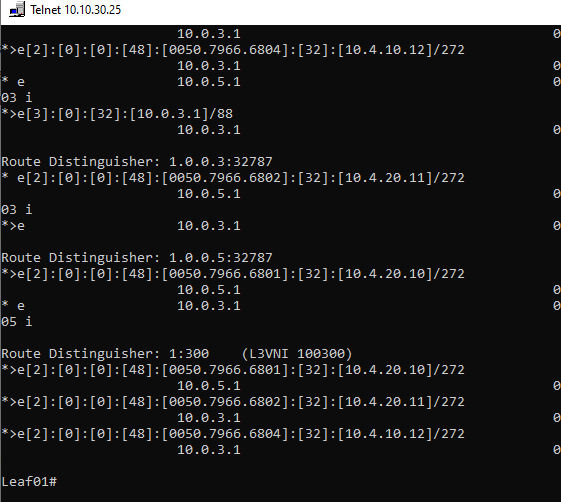 Telnet 10.10.30.25
10.0.3.1 0
*>e[2]:[0]:[0]:[48]:[0050.7966.6804]:[32]:[10.4.10.12]/272
10.0.3.1 0
* e 10.0.5.1 0
03 i
*>e[3]:[0]:[32]:[10.0.3.1]/88
10.0.3.1 0
Route Distinguisher: 1.0.0.3:32787
* e[2]:[0]:[0]:[48]:[0050.7966.6802]:[32]:[10.4.20.11]/272
10.0.5.1 0
03 i
*>e 10.0.3.1 0
Route Distinguisher: 1.0.0.5:32787
*>e[2]:[0]:[0]:[48]:[0050.7966.6801]:[32]:[10.4.20.10]/272
10.0.5.1 0
* e 10.0.3.1 0
05 i
Route Distinguisher: 1:300 (L3VNI 100300)
*>e[2]:[0]:[0]:[48]:[0050.7966.6801]:[32]:[10.4.20.10]/272
10.0.5.1 0
*>e[2]:[0]:[0]:[48]:[0050.7966.6802]:[32]:[10.4.20.11]/272
10.0.3.1 0
*>e[2]:[0]:[0]:[48]:[0050.7966.6804]:[32]:[10.4.10.12]/272
10.0.3.1 0
Leaf01#